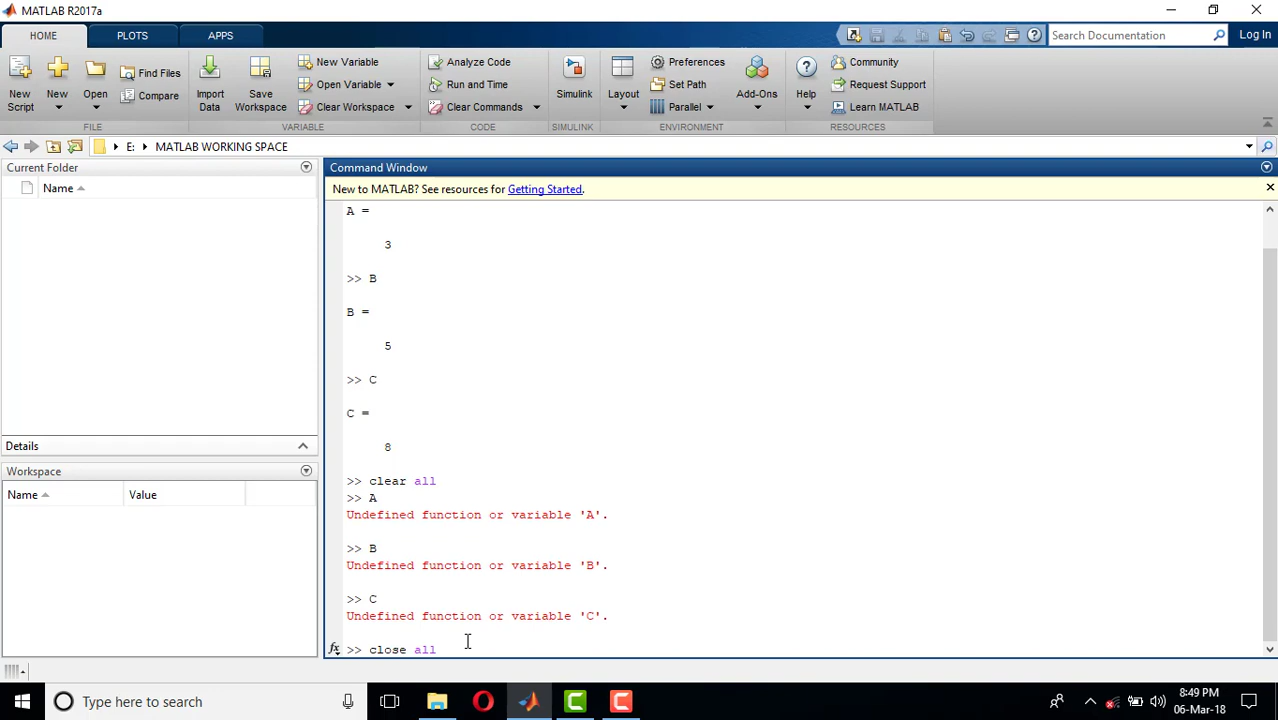 MATLAB R2017a
HOME PLOTS APPS
Search Documentation
Log In
New Script
New
Open
Find Files
Compare
FILE
Import Data
Save Workspace
New Variable
Open Variable
Clear Workspace
VARIABLE
Analyze Code
Run and Time
Clear Commands
CODE
Simulink
SIMULINK
Layout
Preferences
Set Path
Parallel
Add-Ons
ENVIRONMENT
Help
Community
Request Support
Learn MATLAB
RESOURCES
E: MATLAB WORKING SPACE
Current Folder
Name
Details
Workspace
Name Value
Command Window
New to MATLAB? See resources for Getting Started.
A =
3
>> B
B =
5
>> C
C =
8
>> clear all
>> A
Undefined function or variable 'A'.
>> B
Undefined function or variable 'B'.
>> C
Undefined function or variable 'C'.
fx >> close all
Type here to search
8:49 PM
06-Mar-18